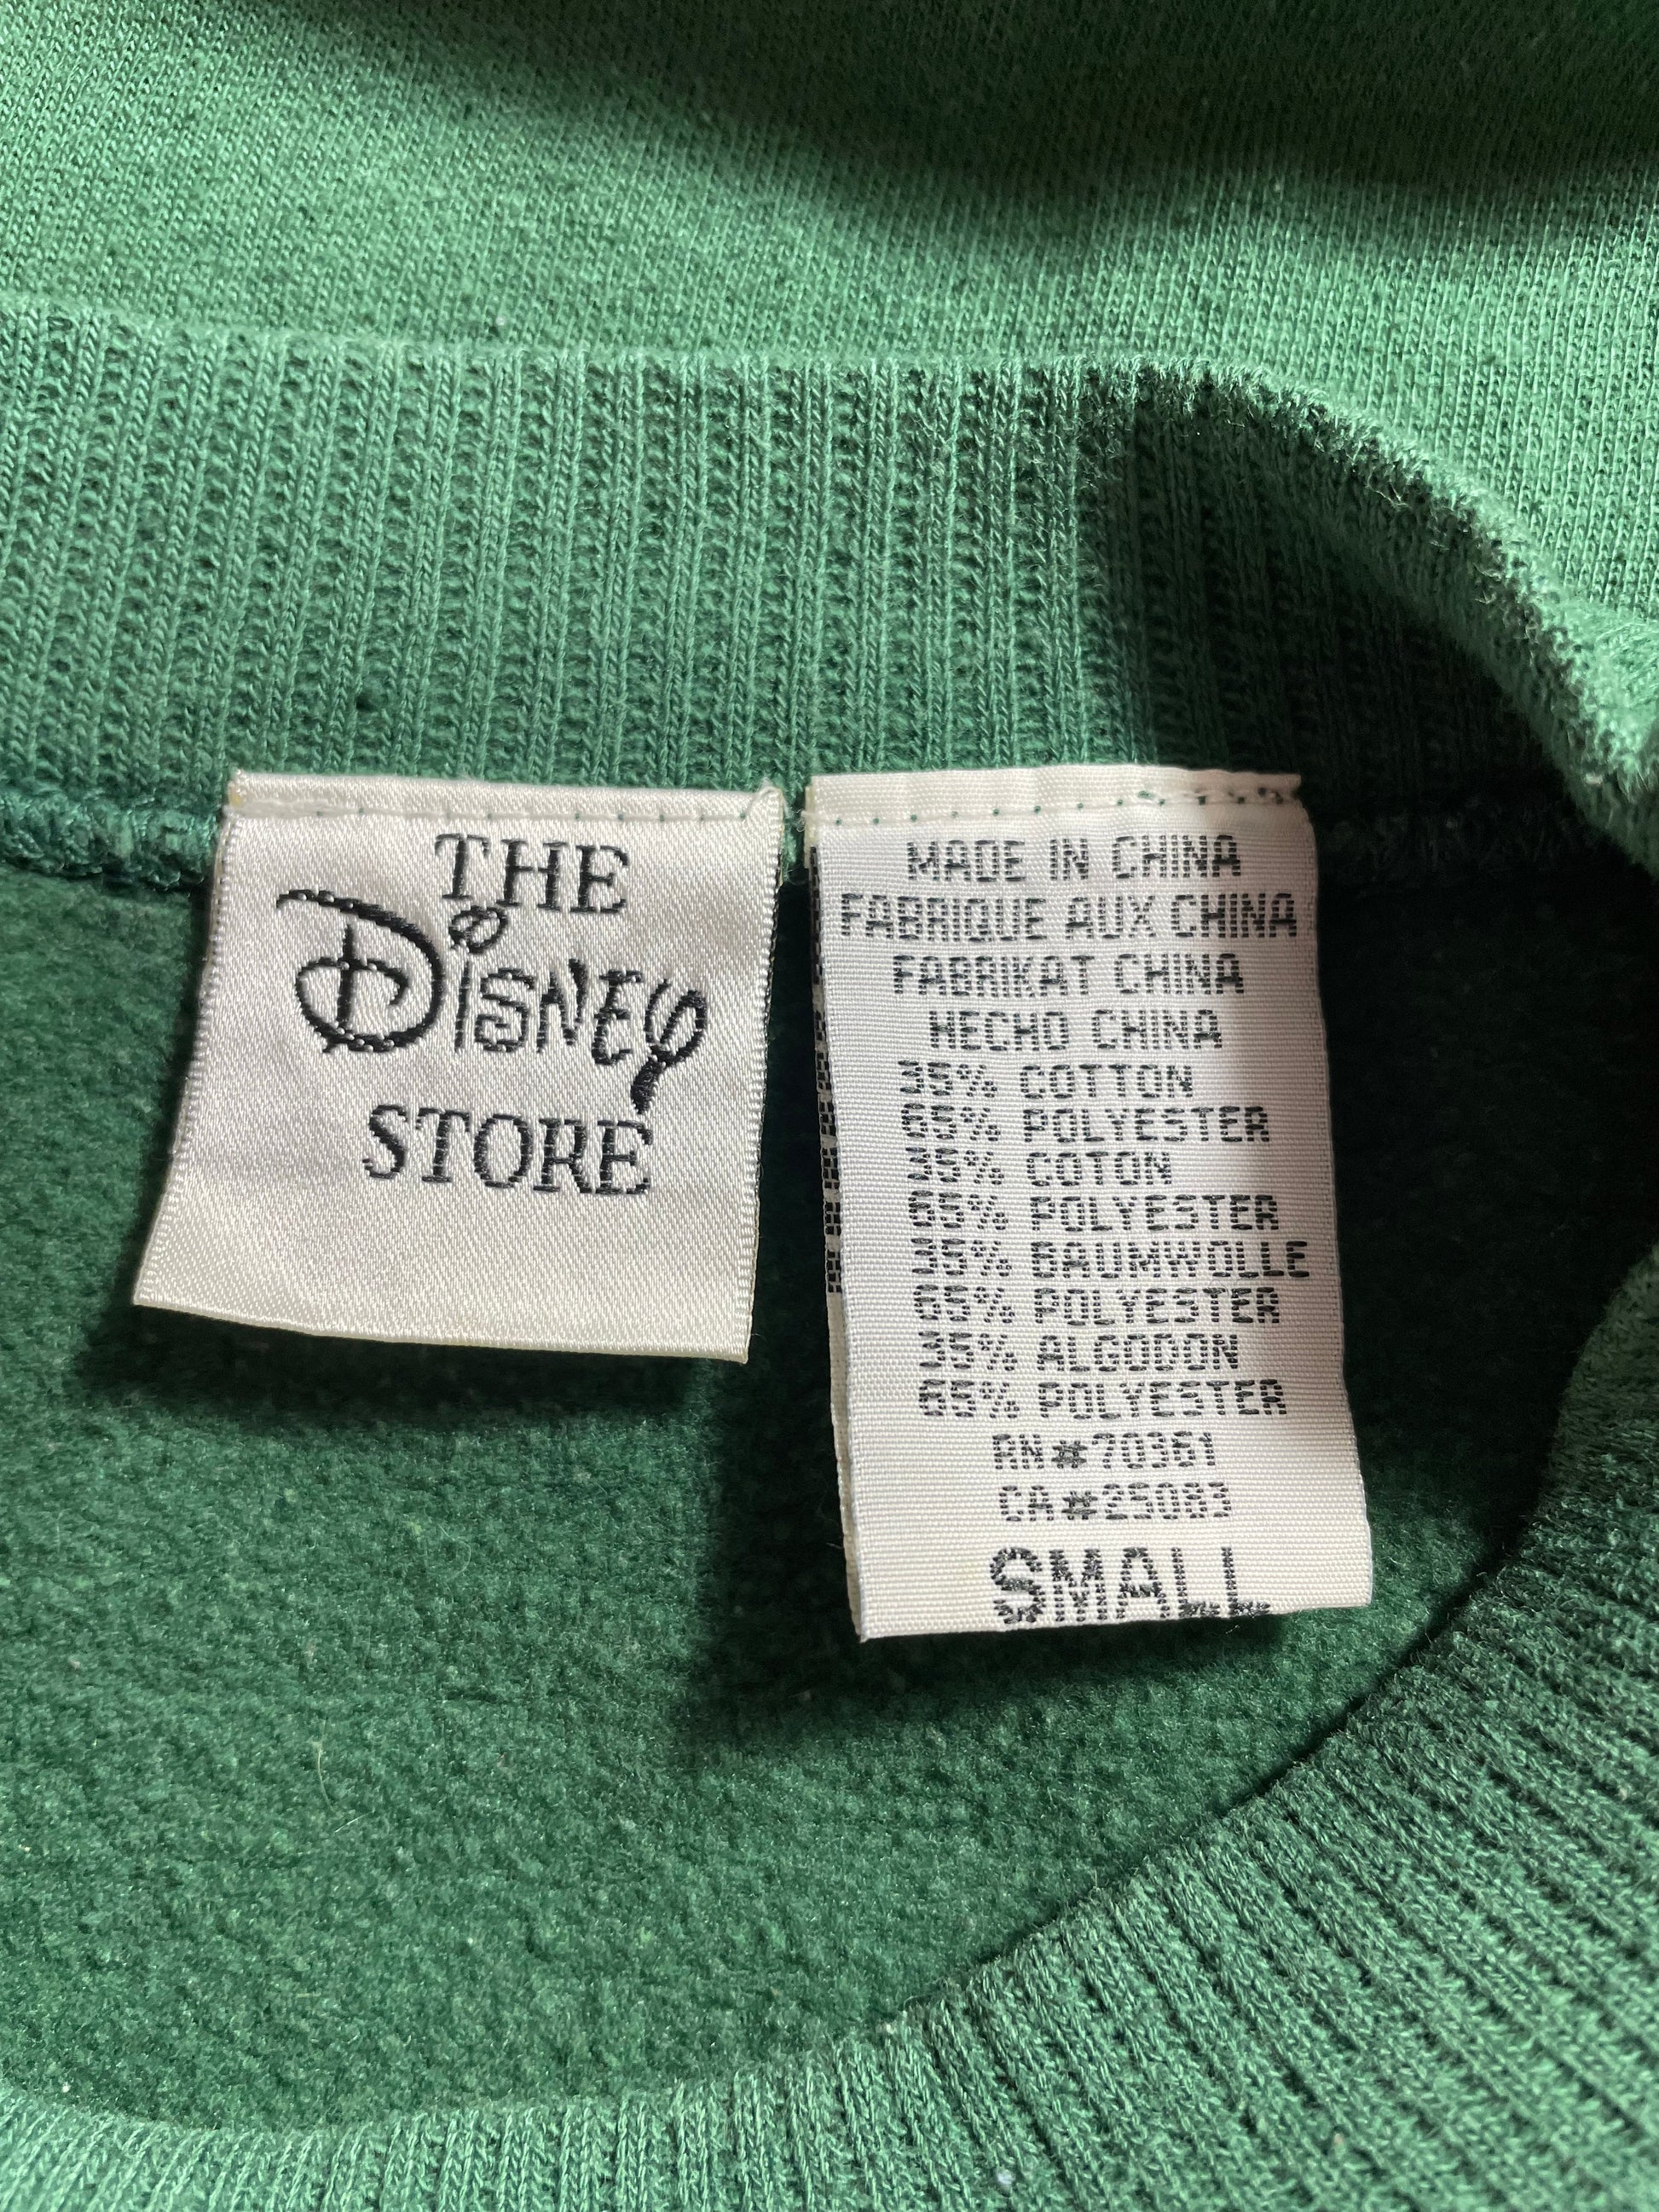 THE
DISNEY
STORE
MADE IN CHINA
FABRIQUE AUX CHINA
FABRIKAT CHINA
HECHO CHINA
35% COTTON
65% POLYESTER
35% COTON
65% POLYESTER
35% BAUMWOLLE
65% POLYESTER
35% ALGODON
65% POLYESTER
RN#70361
CA#25083
SMALL